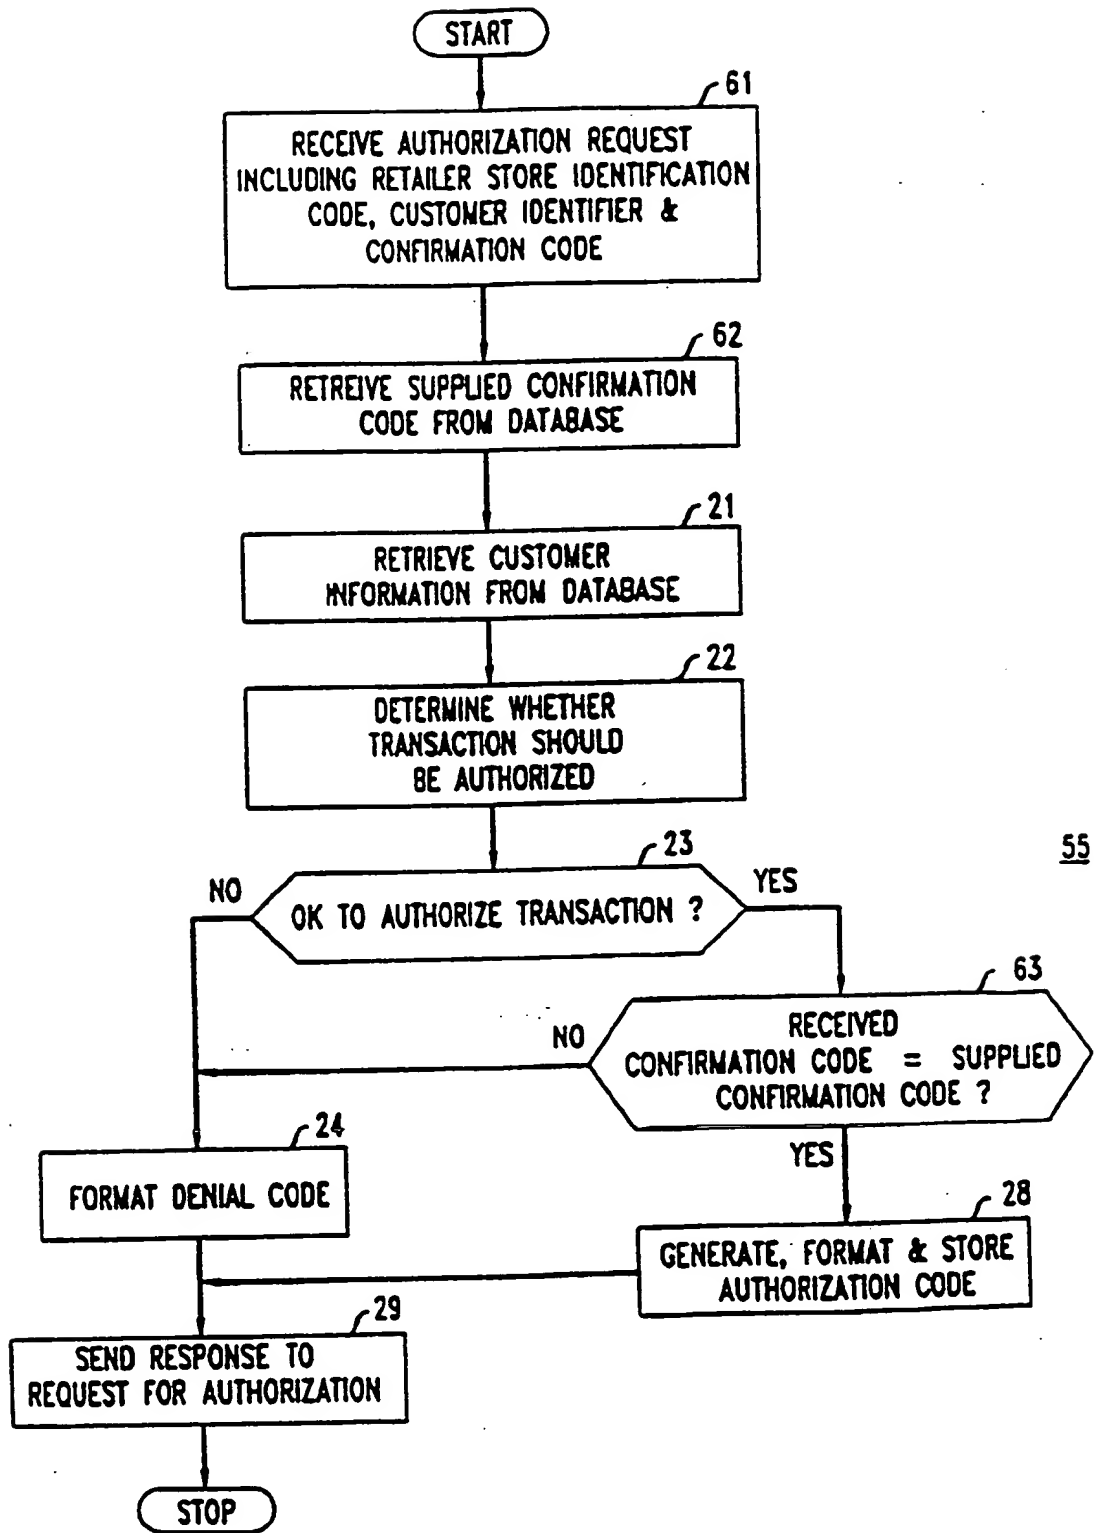 START
61
RECEIVE AUTHORIZATION REQUEST
INCLUDING RETAILER STORE IDENTIFICATION
CODE, CUSTOMER IDENTIFIER &
CONFIRMATION CODE
62
RETREIVE SUPPLIED CONFIRMATION
CODE FROM DATABASE
21
RETRIEVE CUSTOMER
INFORMATION FROM DATABASE
22
DETERMINE WHETHER
TRANSACTION SHOULD
BE AUTHORIZED
55
23
NO
OK TO AUTHORIZE TRANSACTION ?
YES
63
NO
RECEIVED
CONFIRMATION CODE = SUPPLIED
CONFIRMATION CODE ?
YES
24
FORMAT DENIAL CODE
28
GENERATE, FORMAT & STORE
AUTHORIZATION CODE
29
SEND RESPONSE TO
REQUEST FOR AUTHORIZATION
STOP